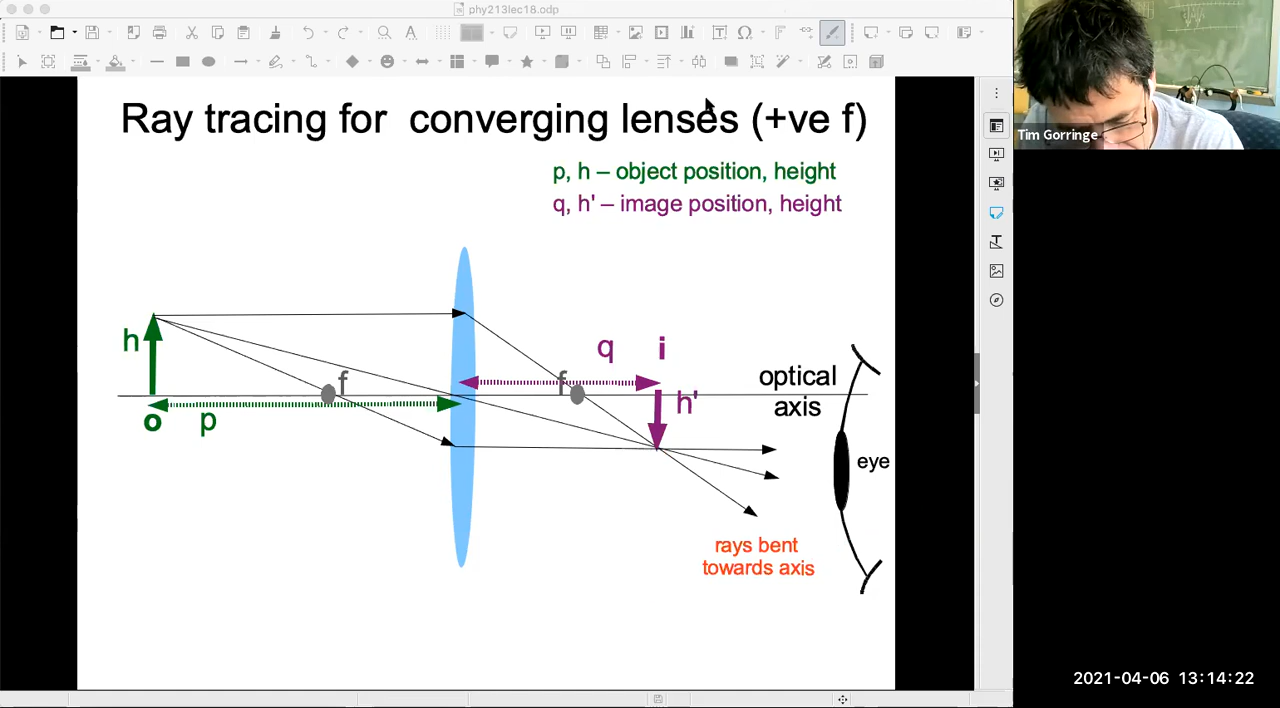 phy213lec18.odp
Ray tracing for converging lenses (+ve f)
Tim Gorringe
p, h – object position, height
q, h' – image position, height
h
q
i
f
f
optical
axis
h'
o
p
eye
rays bent
towards axis
2021-04-06 13:14:22